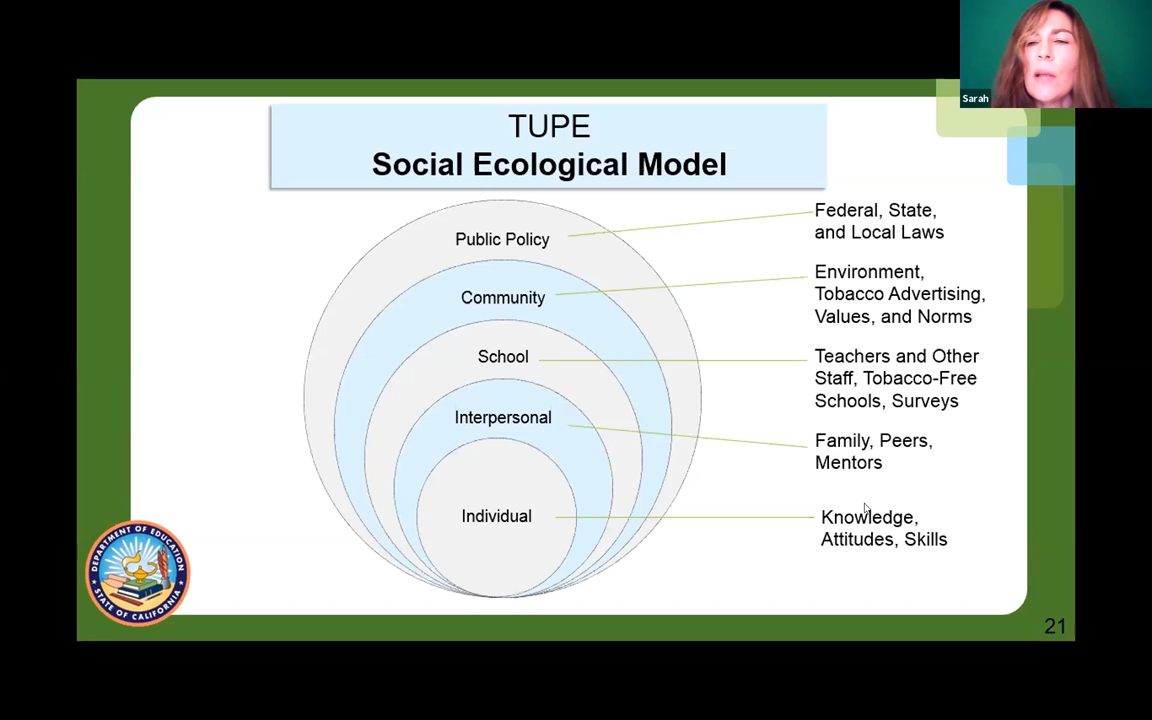 Sarah
TUPE
Social Ecological Model
Public Policy
Federal, State,
and Local Laws
Community
Environment,
Tobacco Advertising,
Values, and Norms
School
Teachers and Other
Staff, Tobacco-Free
Schools, Surveys
Interpersonal
Family, Peers,
Mentors
Individual
Knowledge,
Attitudes, Skills
DEPARTMENT OF EDUCATION
STATE OF CALIFORNIA
21